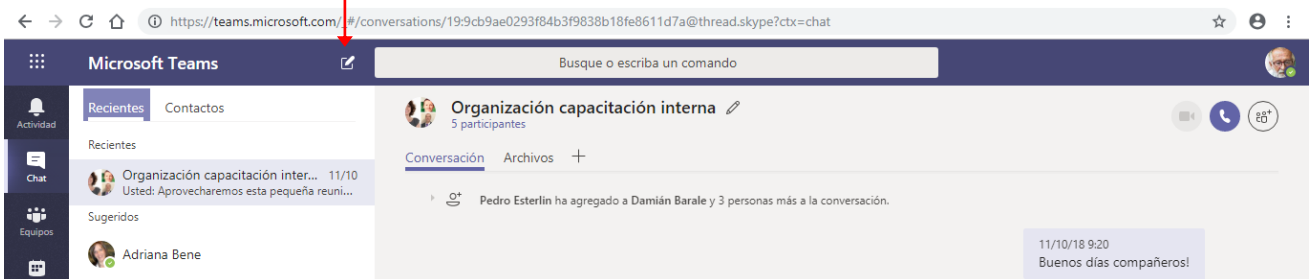 https://teams.microsoft.com/_#/conversations/19:9cb9ae0293f84b3f9838b18fe8611d7a@thread.skype?ctx=chat
Microsoft Teams
Busque o escriba un comando
Actividad
Chat
Equipos
Recientes Contactos
Recientes
Organización capacitación inter... 11/10
Usted: Aprovecharemos esta pequeña reuni...
Sugeridos
Adriana Bene
Organización capacitación interna
5 participantes
Conversación Archivos
Pedro Esterlin ha agregado a Damián Barale y 3 personas más a la conversación.
11/10/18 9:20
Buenos días compañeros!